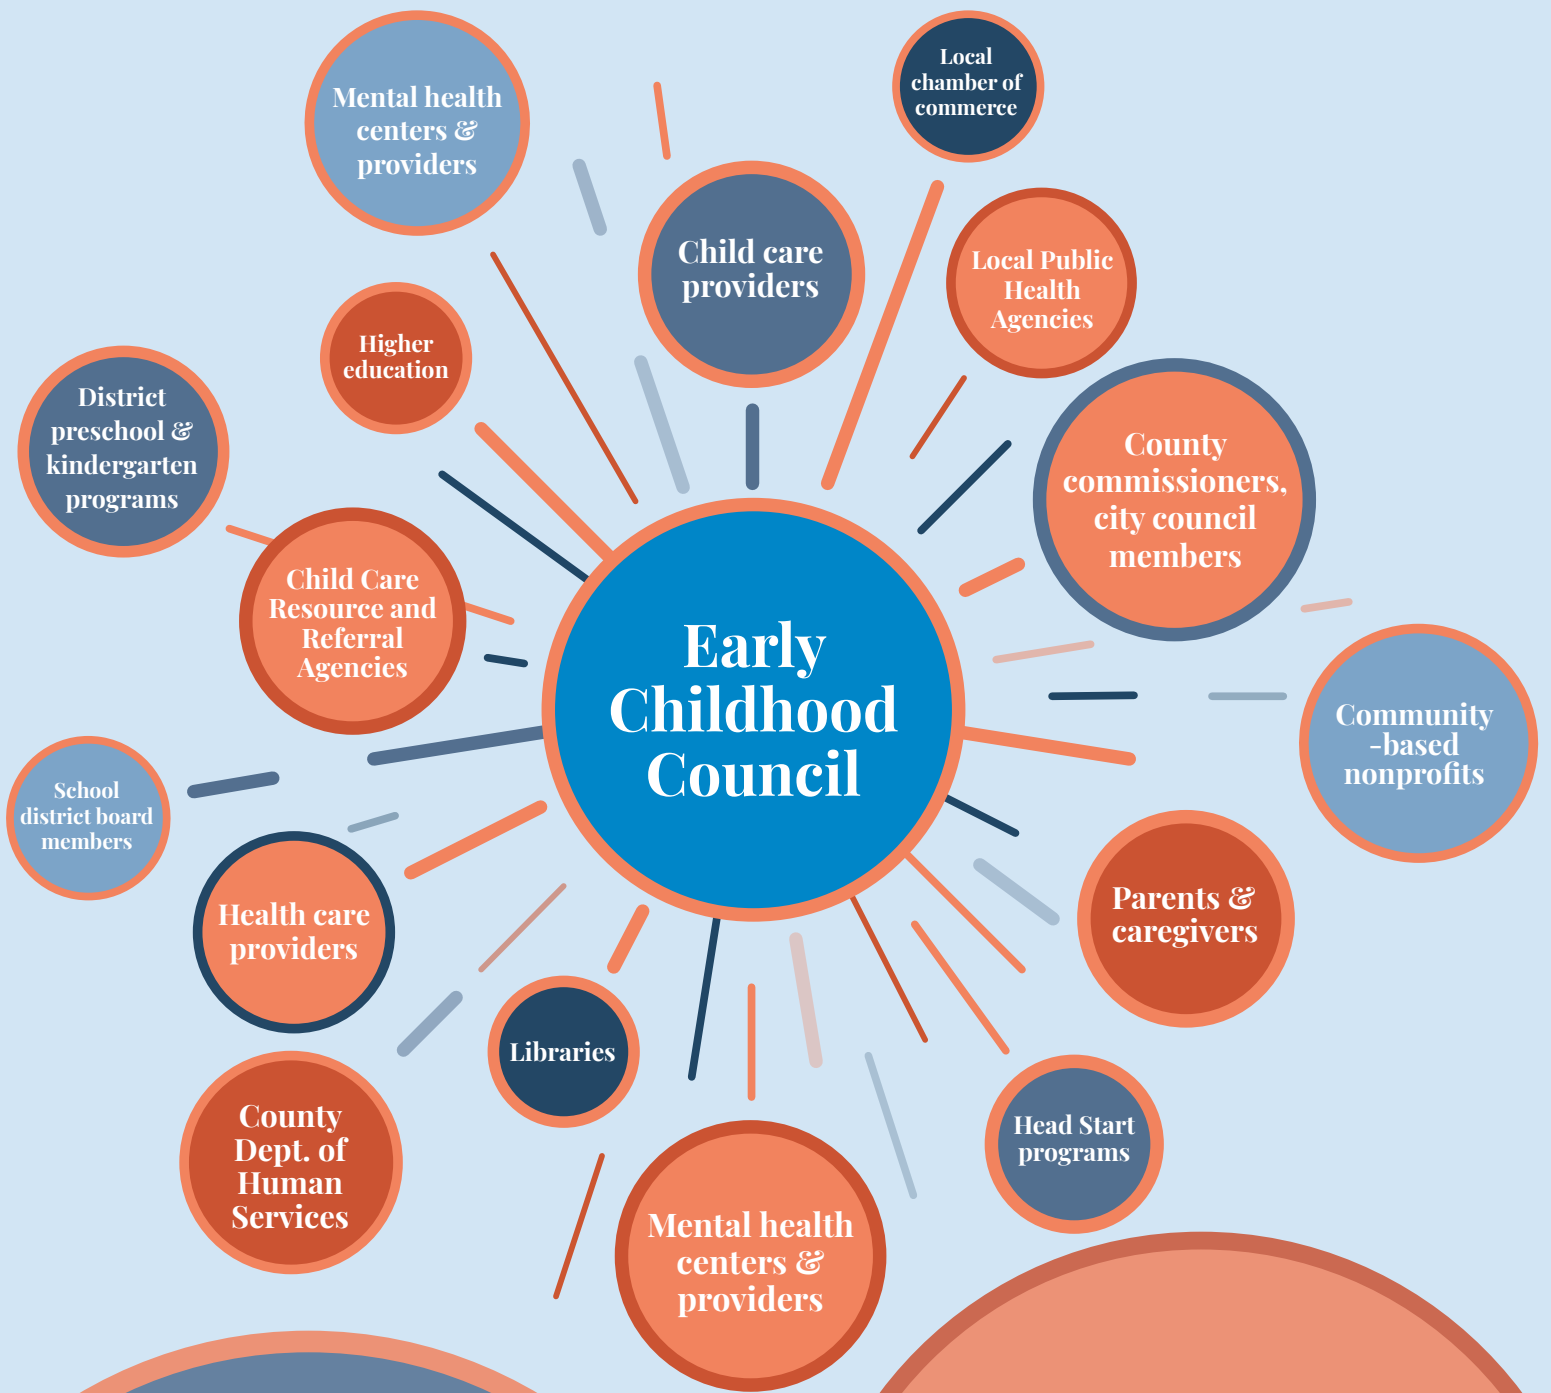 Mental health
centers &
providers
Local
chamber of
commerce
Child care
providers
Local Public
Health
Agencies
Higher
education
District
preschool &
kindergarten
programs
County
commissioners,
city council
members
Child Care
Resource and
Referral
Agencies
Early
Childhood
Council
Community
-based
nonprofits
School
district board
members
Health care
providers
Parents &
caregivers
Libraries
County
Dept. of
Human
Services
Head Start
programs
Mental health
centers &
providers